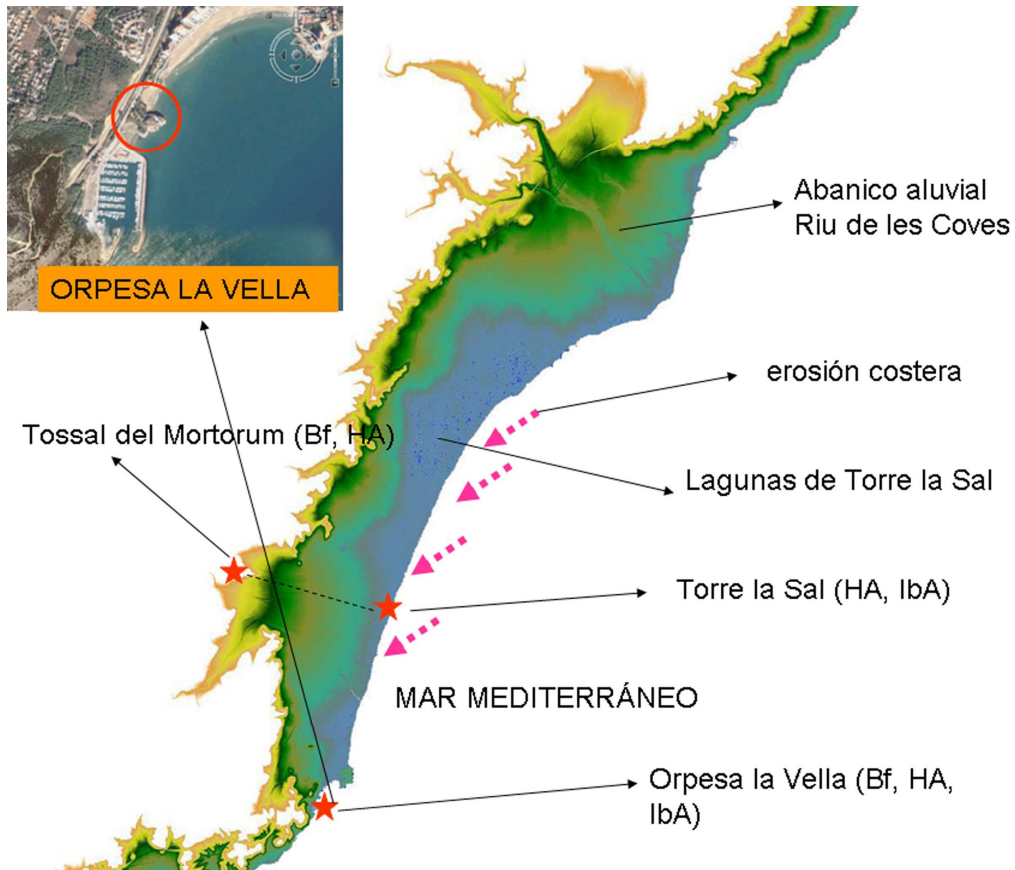 ORPESA LA VELLA
Abanico aluvial
Riu de les Coves
erosión costera
Tossal del Mortorum (Bf, HA)
Lagunas de Torre la Sal
Torre la Sal (HA, IbA)
MAR MEDITERRÁNEO
Orpesa la Vella (Bf, HA,
IbA)